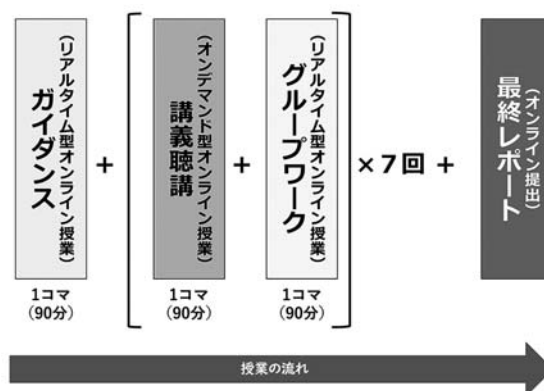 ガイダンス
（リアルタイム型オンライン授業）
1コマ
（90分）
+
[
講義聴講
（オンデマンド型オンライン授業）
1コマ
（90分）
+
グループワーク
（リアルタイム型オンライン授業）
1コマ
（90分）
]
×7回 +
最終レポート
（オンライン提出）
授業の流れ